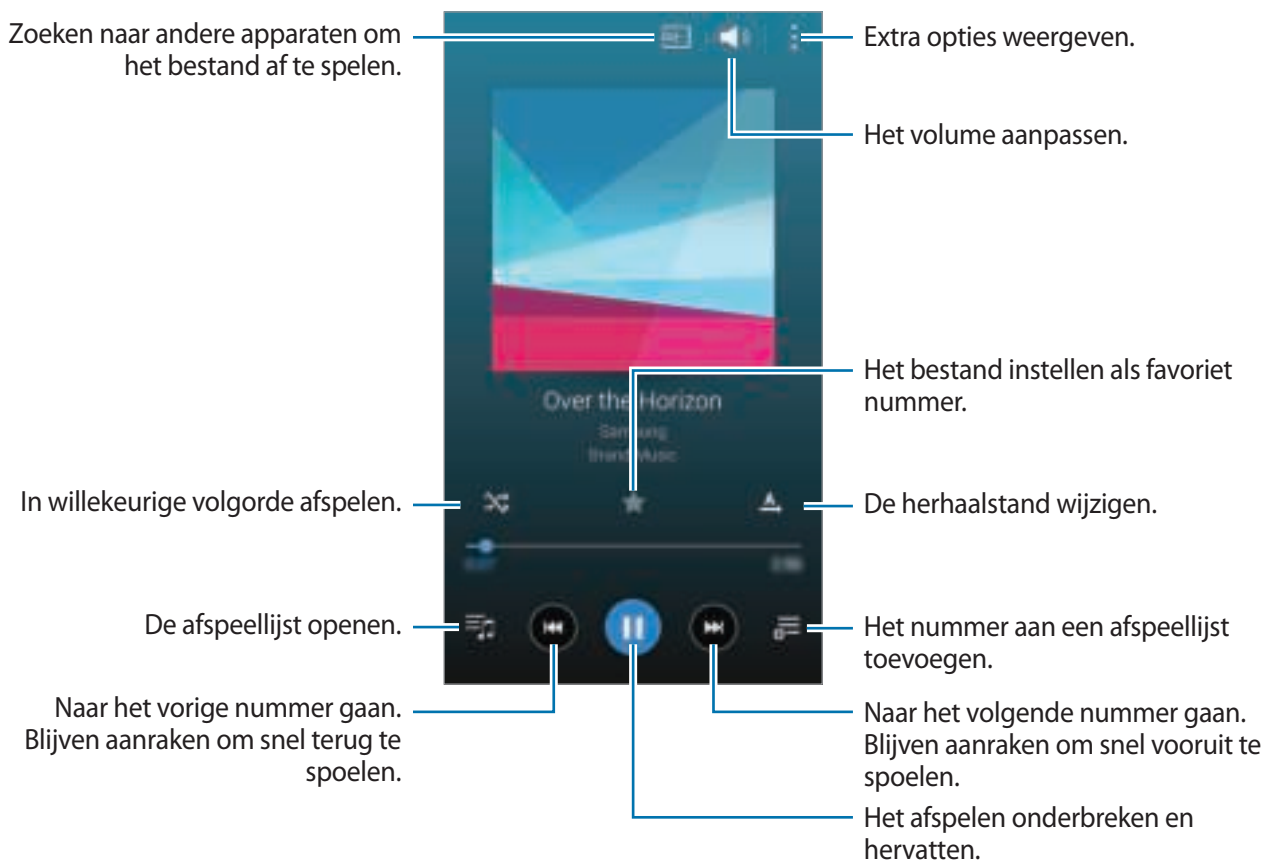 Zoeken naar andere apparaten om
het bestand af te spelen.
Extra opties weergeven.
Het volume aanpassen.
Het bestand instellen als favoriet
nummer.
Over the Horizon
Samsung
Brand Music
In willekeurige volgorde afspelen.
De herhaalstand wijzigen.
De afspeellijst openen.
Het nummer aan een afspeellijst
toevoegen.
Naar het vorige nummer gaan.
Blijven aanraken om snel terug te
spoelen.
Naar het volgende nummer gaan.
Blijven aanraken om snel vooruit te
spoelen.
Het afspelen onderbreken en
hervatten.